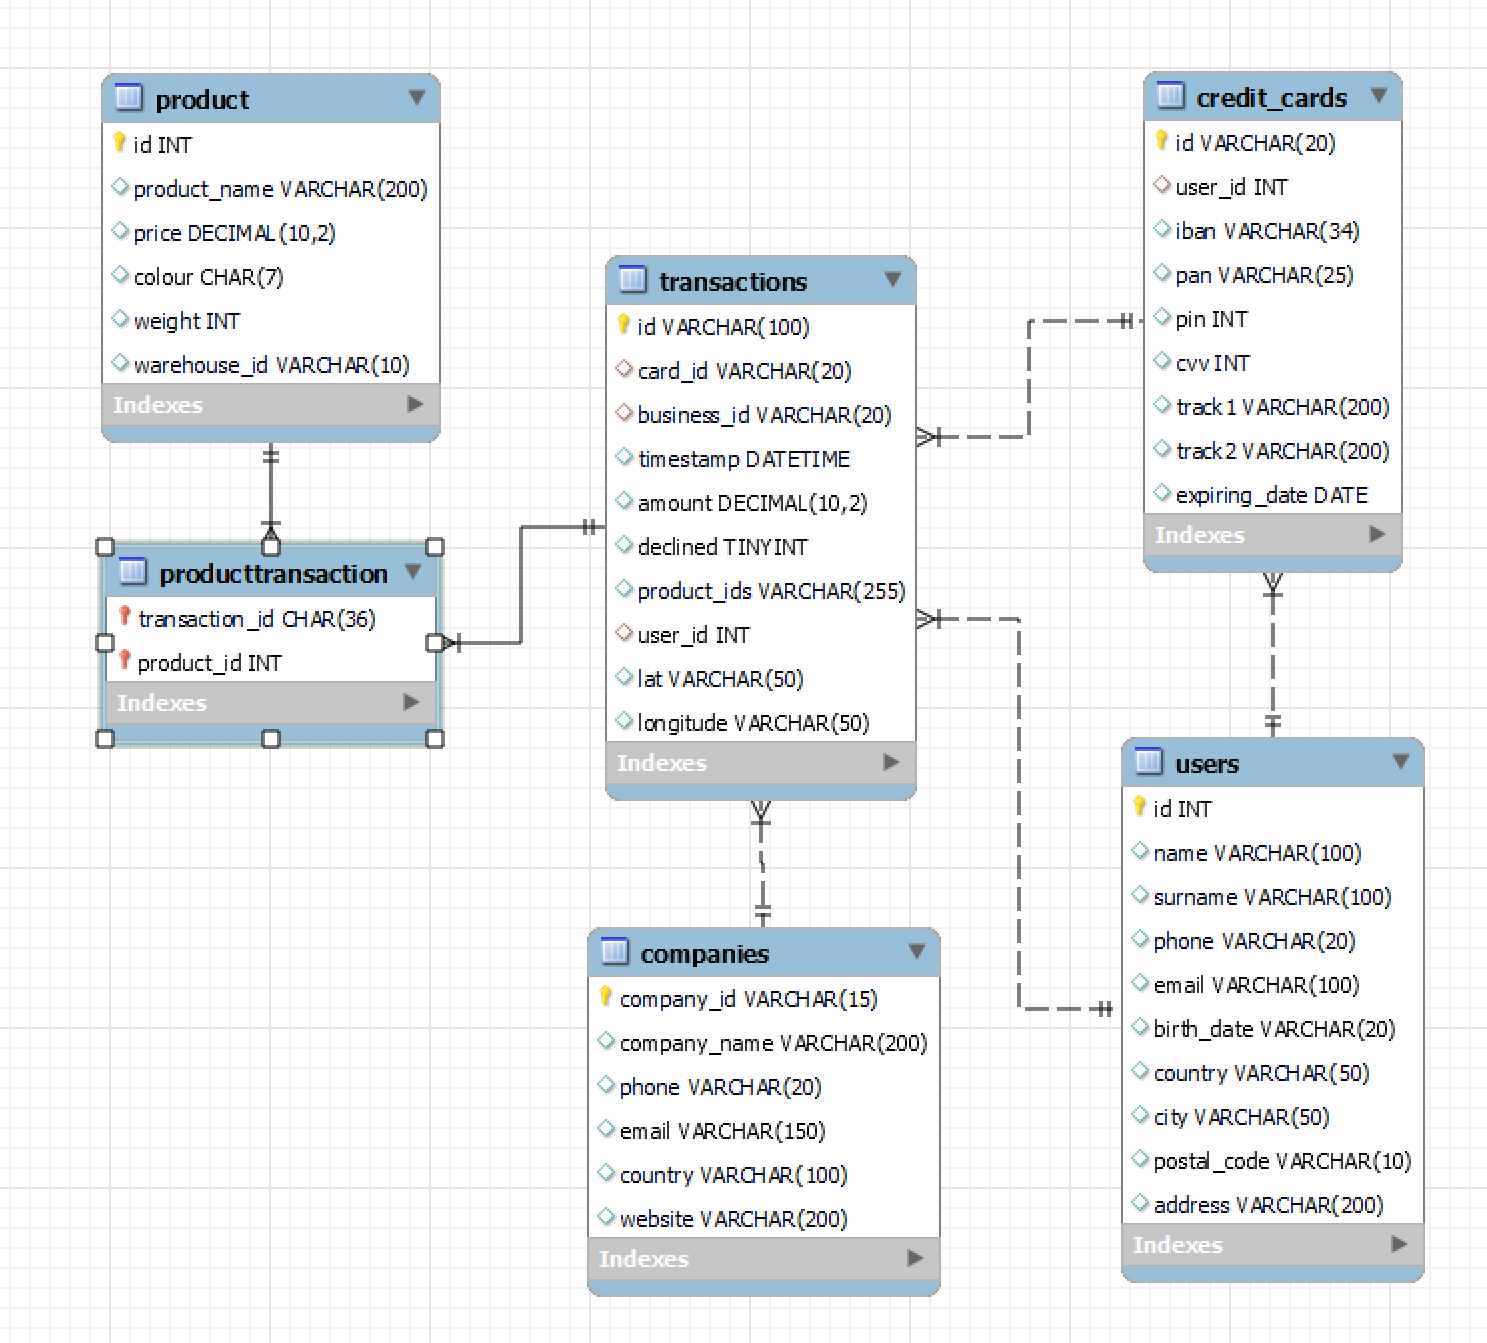 product
id INT
product_name VARCHAR(200)
price DECIMAL(10,2)
colour CHAR(7)
weight INT
warehouse_id VARCHAR(10)
Indexes
producttransaction
transaction_id CHAR(36)
product_id INT
Indexes
transactions
id VARCHAR(100)
card_id VARCHAR(20)
business_id VARCHAR(20)
timestamp DATETIME
amount DECIMAL(10,2)
declined TINYINT
product_ids VARCHAR(255)
user_id INT
lat VARCHAR(50)
longitude VARCHAR(50)
Indexes
companies
company_id VARCHAR(15)
company_name VARCHAR(200)
phone VARCHAR(20)
email VARCHAR(150)
country VARCHAR(100)
website VARCHAR(200)
Indexes
credit_cards
id VARCHAR(20)
user_id INT
iban VARCHAR(34)
pan VARCHAR(25)
pin INT
cvv INT
track1 VARCHAR(200)
track2 VARCHAR(200)
expiring_date DATE
Indexes
users
id INT
name VARCHAR(100)
surname VARCHAR(100)
phone VARCHAR(20)
email VARCHAR(100)
birth_date VARCHAR(20)
country VARCHAR(50)
city VARCHAR(50)
postal_code VARCHAR(10)
address VARCHAR(200)
Indexes